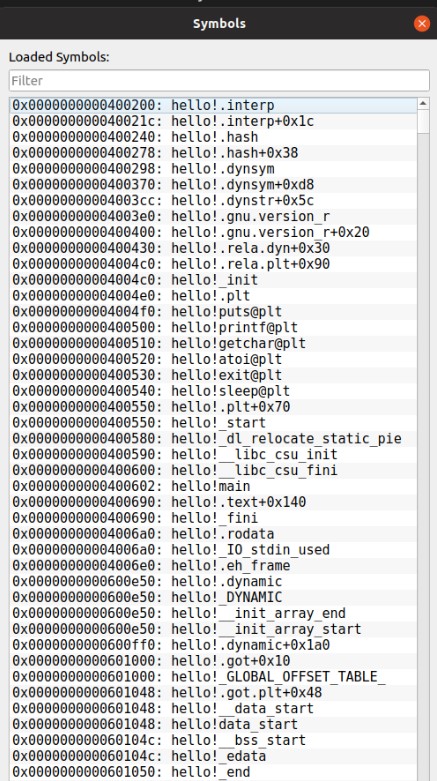 Symbols
Loaded Symbols:
Filter
0x0000000000400200: hello!.interp
0x000000000040021c: hello!.interp+0x1c
0x0000000000400240: hello!.hash
0x0000000000400278: hello!.hash+0x38
0x0000000000400298: hello!.dynsym
0x0000000000400370: hello!.dynsym+0xd8
0x00000000004003cc: hello!.dynstr+0x5c
0x00000000004003e0: hello!.gnu.version_r
0x0000000000400400: hello!.gnu.version_r+0x20
0x0000000000400430: hello!.rela.dyn+0x30
0x00000000004004c0: hello!.rela.plt+0x90
0x00000000004004c0: hello!_init
0x00000000004004e0: hello!.plt
0x00000000004004f0: hello!puts@plt
0x0000000000400500: hello!printf@plt
0x0000000000400510: hello!getchar@plt
0x0000000000400520: hello!atoi@plt
0x0000000000400530: hello!exit@plt
0x0000000000400540: hello!sleep@plt
0x0000000000400550: hello!.plt+0x70
0x0000000000400550: hello!_start
0x0000000000400580: hello!_dl_relocate_static_pie
0x0000000000400590: hello!__libc_csu_init
0x0000000000400600: hello!__libc_csu_fini
0x0000000000400602: hello!main
0x0000000000400690: hello!.text+0x140
0x0000000000400690: hello!_fini
0x00000000004006a0: hello!.rodata
0x00000000004006a0: hello!_IO_stdin_used
0x00000000004006e0: hello!.eh_frame
0x0000000000600e50: hello!.dynamic
0x0000000000600e50: hello!_DYNAMIC
0x0000000000600e50: hello!__init_array_end
0x0000000000600e50: hello!__init_array_start
0x0000000000600ff0: hello!.dynamic+0x1a0
0x0000000000601000: hello!.got+0x10
0x0000000000601000: hello!_GLOBAL_OFFSET_TABLE_
0x0000000000601048: hello!.got.plt+0x48
0x0000000000601048: hello!__data_start
0x0000000000601048: hello!data_start
0x000000000060104c: hello!__bss_start
0x000000000060104c: hello!_edata
0x0000000000601050: hello!_end